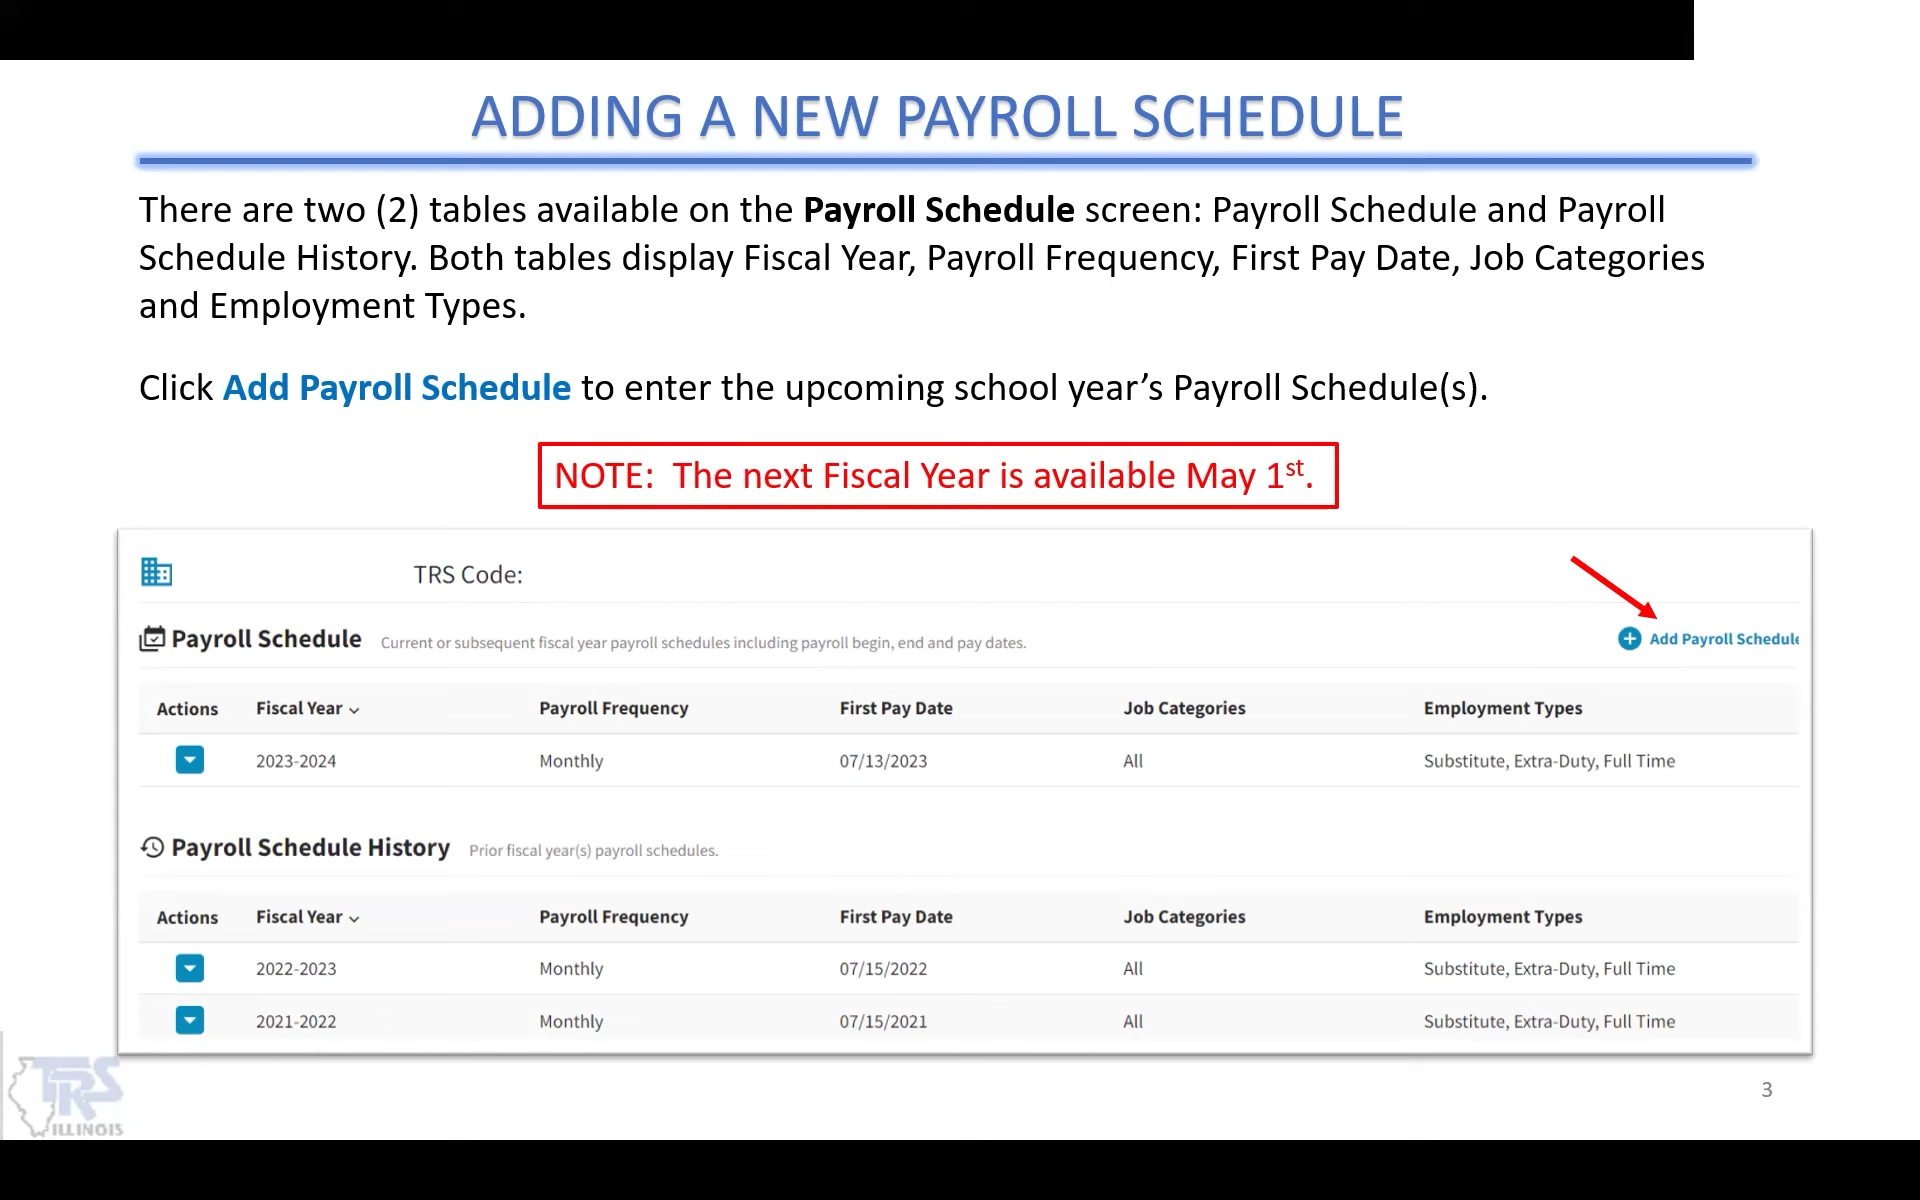 ADDING A NEW PAYROLL SCHEDULE
There are two (2) tables available on the Payroll Schedule screen: Payroll Schedule and Payroll
Schedule History. Both tables display Fiscal Year, Payroll Frequency, First Pay Date, Job Categories
and Employment Types.
Click Add Payroll Schedule to enter the upcoming school year’s Payroll Schedule(s).
NOTE: The next Fiscal Year is available May 1st.
TRS Code:
Payroll Schedule Current or subsequent fiscal year payroll schedules including payroll begin, end and pay dates. Add Payroll Schedule
Actions Fiscal Year Payroll Frequency First Pay Date Job Categories Employment Types
2023-2024 Monthly 07/13/2023 All Substitute, Extra-Duty, Full Time
Payroll Schedule History Prior fiscal year(s) payroll schedules.
Actions Fiscal Year Payroll Frequency First Pay Date Job Categories Employment Types
2022-2023 Monthly 07/15/2022 All Substitute, Extra-Duty, Full Time
2021-2022 Monthly 07/15/2021 All Substitute, Extra-Duty, Full Time
TRS
ILLINOIS
3